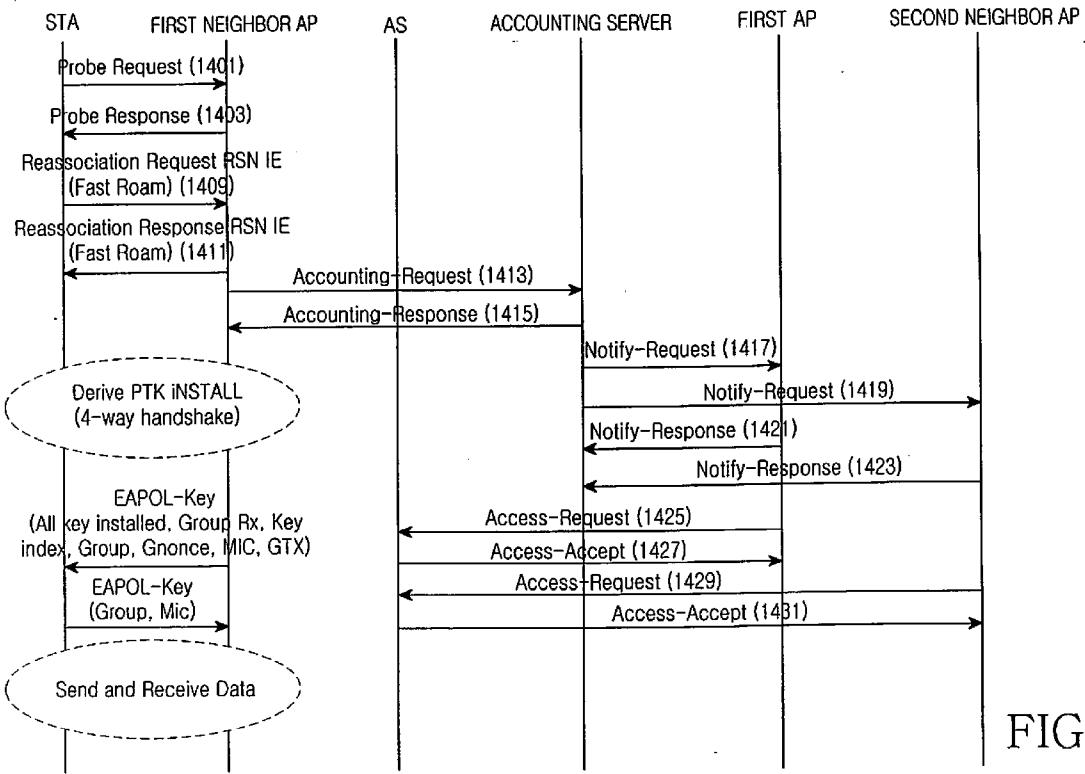 STA
FIRST NEIGHBOR AP
AS
ACCOUNTING SERVER
FIRST AP
SECOND NEIGHBOR AP
Probe Request (1401)
Probe Response (1403)
Reassociation Request RSN IE
(Fast Roam) (1409)
Reassociation Response RSN IE
(Fast Roam) (1411)
Accounting-Request (1413)
Accounting-Response (1415)
Notify-Request (1417)
Derive PTK iNSTALL
(4-way handshake)
Notify-Request (1419)
Notify-Response (1421)
Notify-Response (1423)
EAPOL-Key
(All key installed, Group Rx, Key
index, Group, Gnonce, MIC, GTX)
Access-Request (1425)
Access-Accept (1427)
EAPOL-Key
(Group, Mic)
Access-Request (1429)
Access-Accept (1431)
Send and Receive Data
FIG